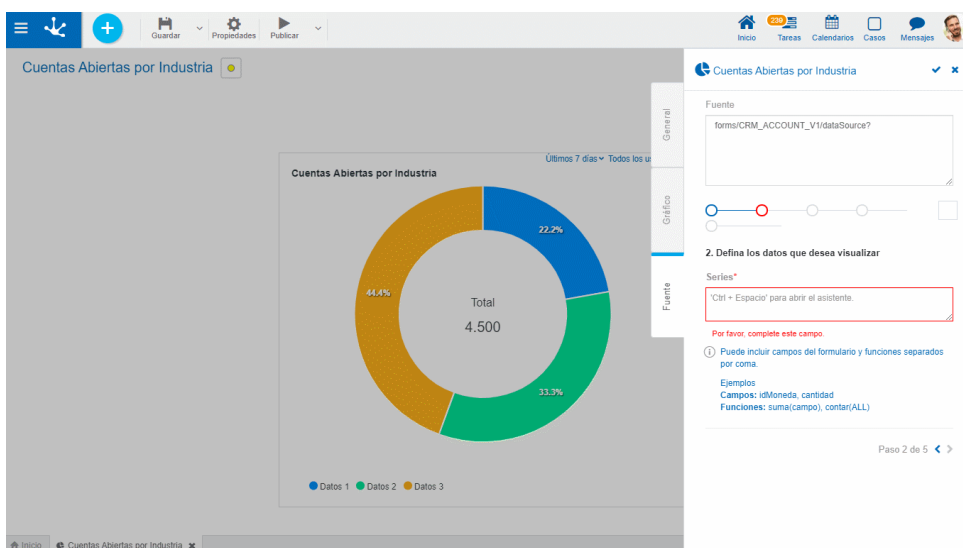 Guardar
Propiedades
Publicar
239
Inicio
Tareas
Calendarios
Casos
Mensajes
Cuentas Abiertas por Industria
Últimos 7 días
Todos los u
Cuentas Abiertas por Industria
22.2%
44.4%
33.3%
Total
4.500
Datos 1
Datos 2
Datos 3
General
Gráfico
Fuente
Cuentas Abiertas por Industria
Fuente
forms/CRM_ACCOUNT_V1/dataSource?
2. Defina los datos que desea visualizar
Series*
'Ctrl + Espacio' para abrir el asistente.
Por favor, complete este campo.
Puede incluir campos del formulario y funciones separados
por coma.
Ejemplos
Campos: idMoneda, cantidad
Funciones: suma(campo), contar(ALL)
Paso 2 de 5
Inicio
Cuentas Abiertas por Industria